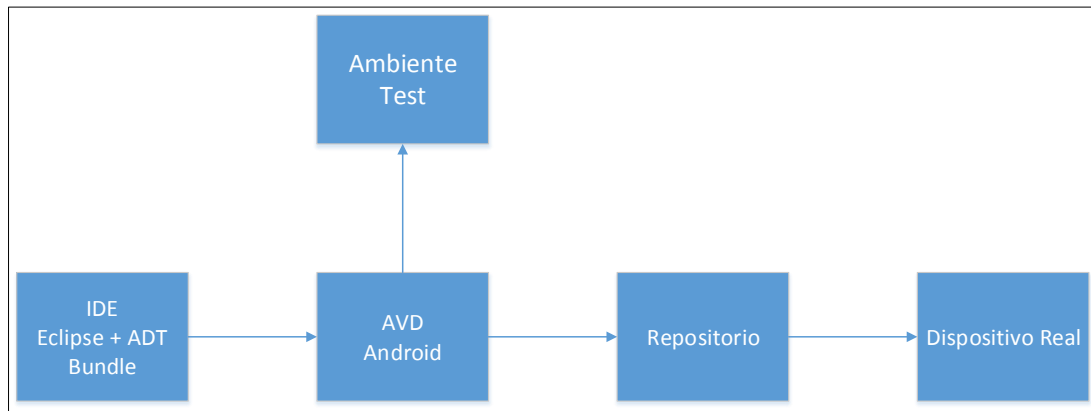 Ambiente
Test
IDE
Eclipse + ADT
Bundle
AVD
Android
Repositorio
Dispositivo Real